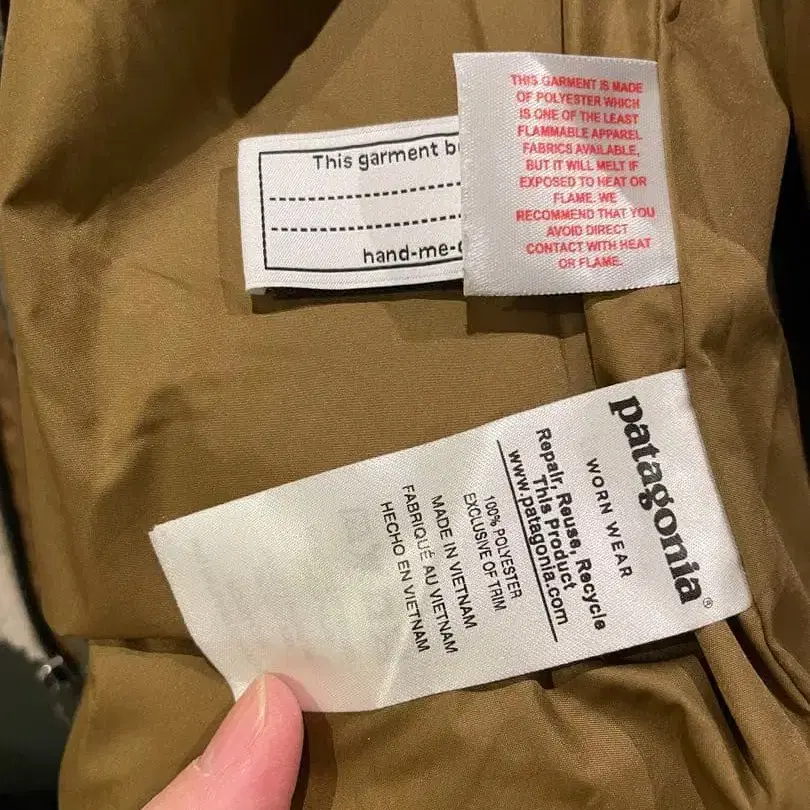 This garment b
hand-me-
THIS GARMENT IS MADE
OF POLYESTER WHICH
IS ONE OF THE LEAST
FLAMMABLE APPAREL
FABRICS AVAILABLE,
BUT IT WILL MELT IF
EXPOSED TO HEAT OR
FLAME. WE
RECOMMEND THAT YOU
AVOID DIRECT
CONTACT WITH HEAT
OR FLAME.
patagonia®
WORN WEAR
Repair, Reuse, Recycle
This Product
www.patagonia.com
100% POLYESTER
EXCLUSIVE OF TRIM
MADE IN VIETNAM
FABRIQUÉ AU VIETNAM
HECHO EN VIETNAM